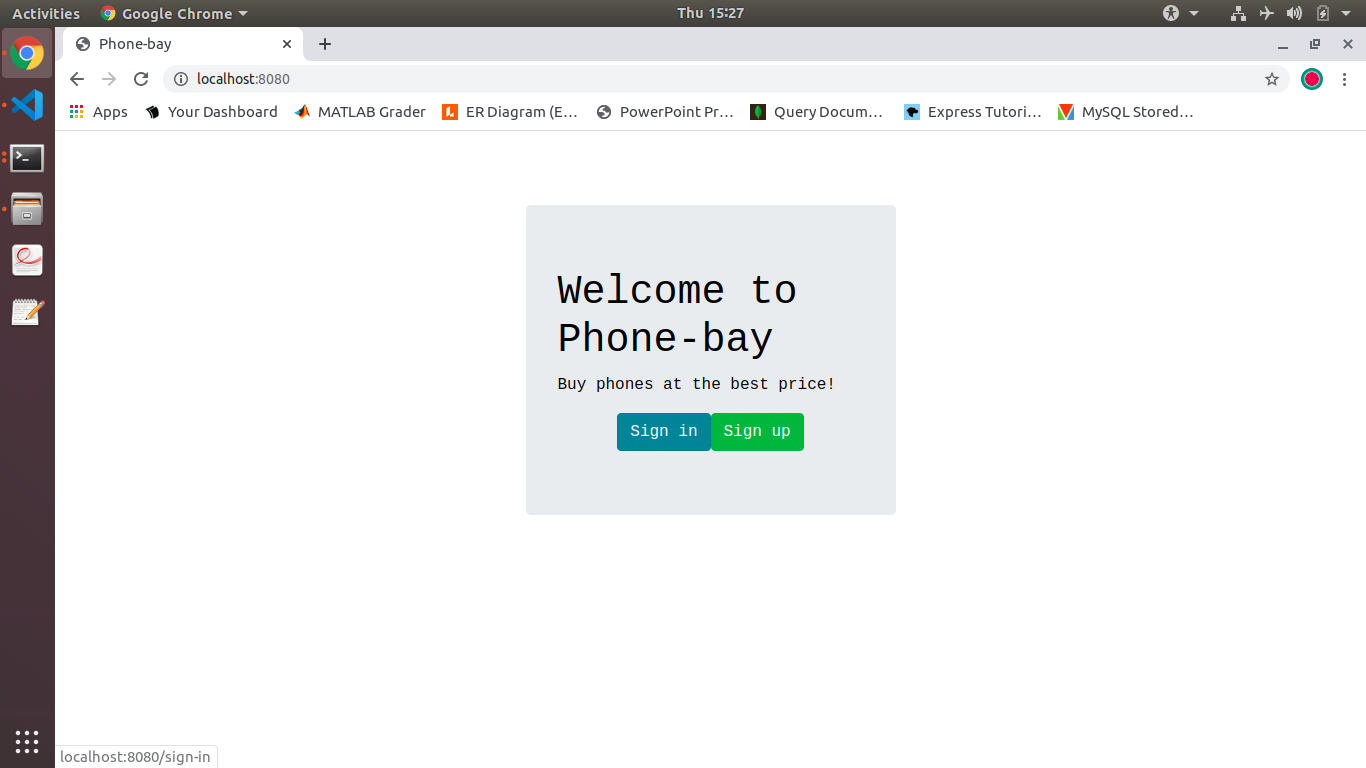 Activities Google Chrome Thu 15:27
Phone-bay
localhost:8080
Apps Your Dashboard MATLAB Grader ER Diagram (E… PowerPoint Pr… Query Docum… Express Tutori… MySQL Stored…
Welcome to
Phone-bay
Buy phones at the best price!
Sign in Sign up
localhost:8080/sign-in